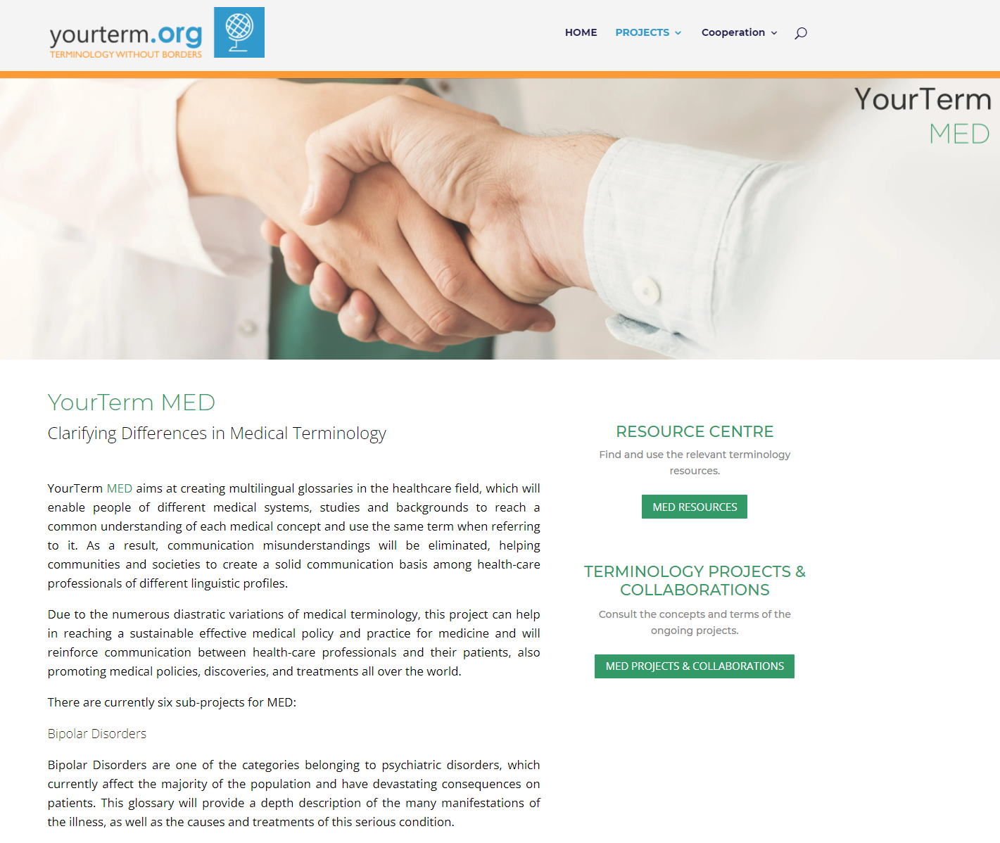 yourterm.org
TERMINOLOGY WITHOUT BORDERS
HOME PROJECTS Cooperation
YourTerm
MED
YourTerm MED
Clarifying Differences in Medical Terminology
YourTerm MED aims at creating multilingual glossaries in the healthcare field, which will
enable people of different medical systems, studies and backgrounds to reach a
common understanding of each medical concept and use the same term when referring
to it. As a result, communication misunderstandings will be eliminated, helping
communities and societies to create a solid communication basis among health-care
professionals of different linguistic profiles.
Due to the numerous diastratic variations of medical terminology, this project can help
in reaching a sustainable effective medical policy and practice for medicine and will
reinforce communication between health-care professionals and their patients, also
promoting medical policies, discoveries, and treatments all over the world.
There are currently six sub-projects for MED:
Bipolar Disorders
Bipolar Disorders are one of the categories belonging to psychiatric disorders, which
currently affect the majority of the population and have devastating consequences on
patients. This glossary will provide a depth description of the many manifestations of
the illness, as well as the causes and treatments of this serious condition.
RESOURCE CENTRE
Find and use the relevant terminology
resources.
MED RESOURCES
TERMINOLOGY PROJECTS &
COLLABORATIONS
Consult the concepts and terms of the
ongoing projects.
MED PROJECTS & COLLABORATIONS